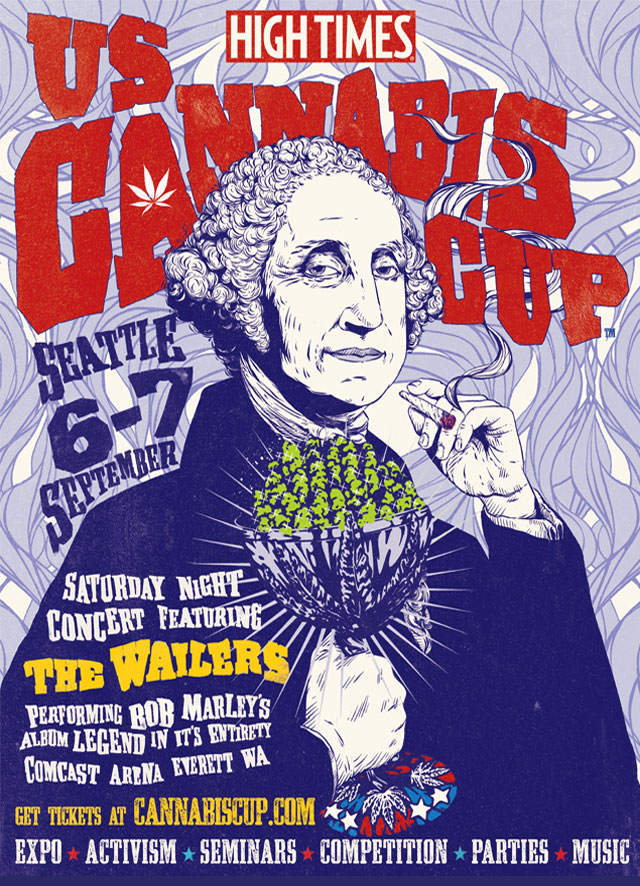 HIGH TIMES
US
CANNABIS
CUP™
SEATTLE
6-7
SEPTEMBER
SATURDAY NIGHT
CONCERT FEATURING
THE WAILERS
PERFORMING BOB MARLEY'S
ALBUM LEGEND IN IT'S ENTIRETY
COMCAST ARENA EVERETT WA
GET TICKETS AT CANNABISCUP.COM
EXPO ★ ACTIVISM ★ SEMINARS ★ COMPETITION ★ PARTIES ★ MUSIC